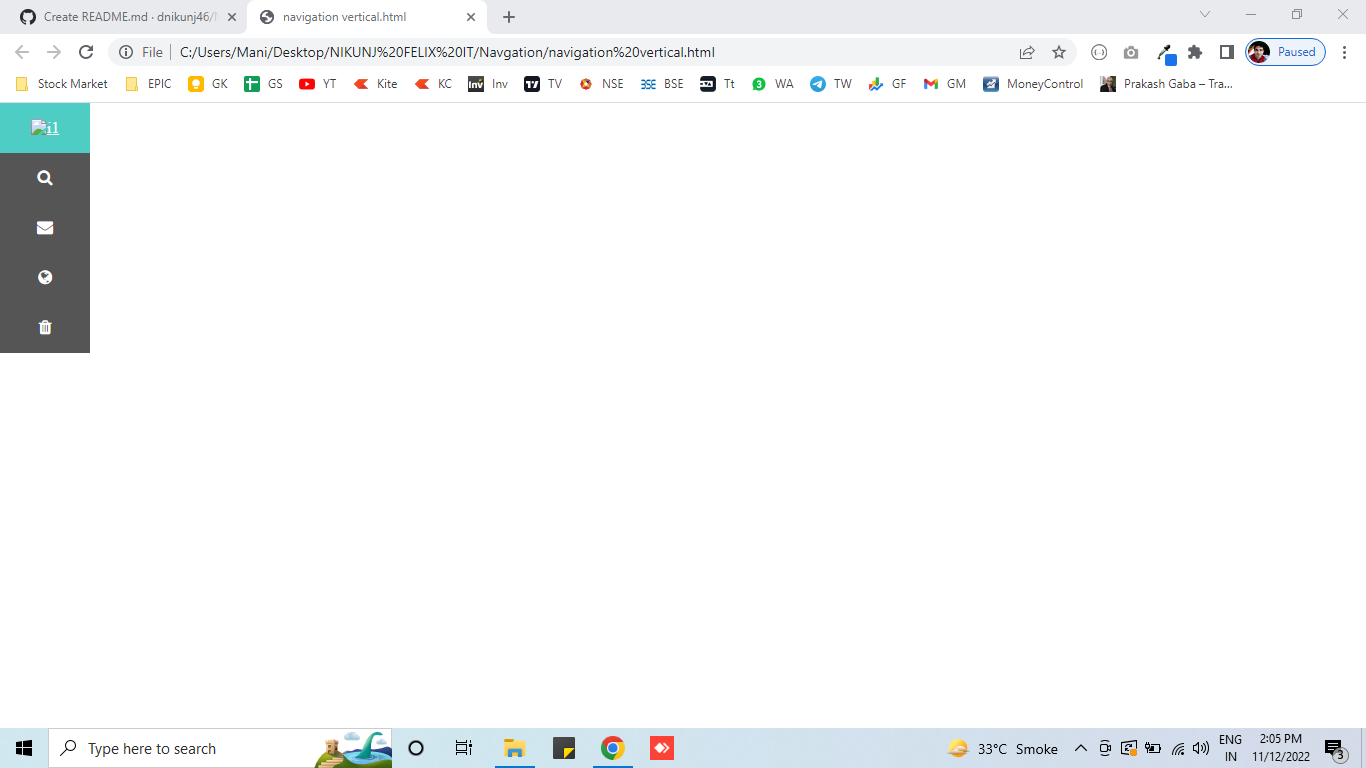 Create README.md · dnikunj46/
navigation vertical.html
File
C:/Users/Mani/Desktop/NIKUNJ%20FELIX%20IT/Navgation/navigation%20vertical.html
Paused
Stock Market EPIC GK GS YT Kite KC Inv Inv TV NSE BSE Tt 3 WA TW GF GM MoneyControl Prakash Gaba – Tra...
i1
Type here to search
33°C Smoke
ENG
IN
2:05 PM
11/12/2022
3